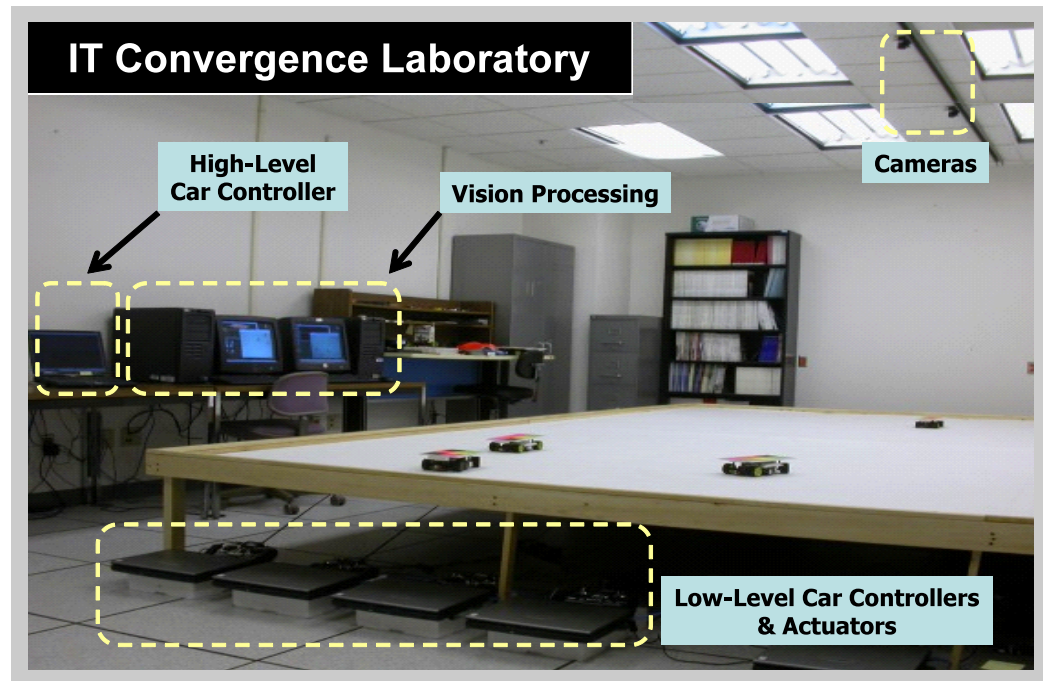 IT Convergence Laboratory
High-Level
Car Controller
Vision Processing
Cameras
Low-Level Car Controllers
& Actuators